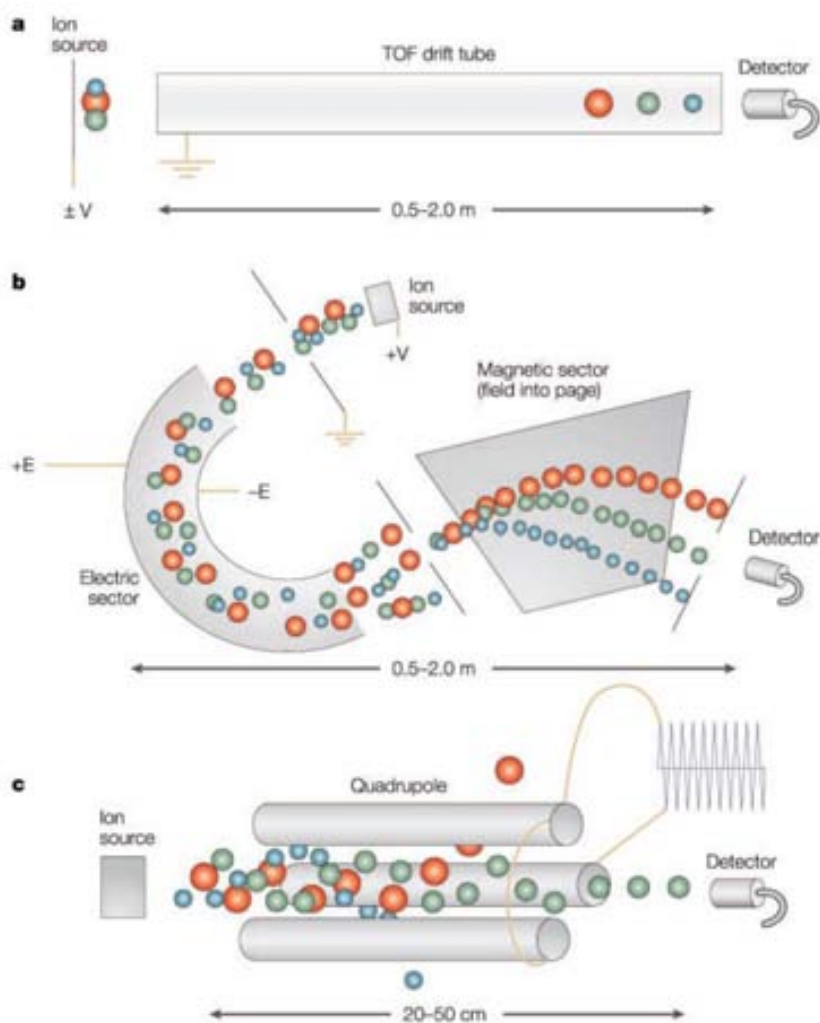 a
Ion
source
TOF drift tube
Detector
± V
0.5–2.0 m
b
Ion
source
+V
Magnetic sector
(field into page)
+E
–E
Electric
sector
Detector
0.5–2.0 m
c
Quadrupole
Ion
source
Detector
20–50 cm